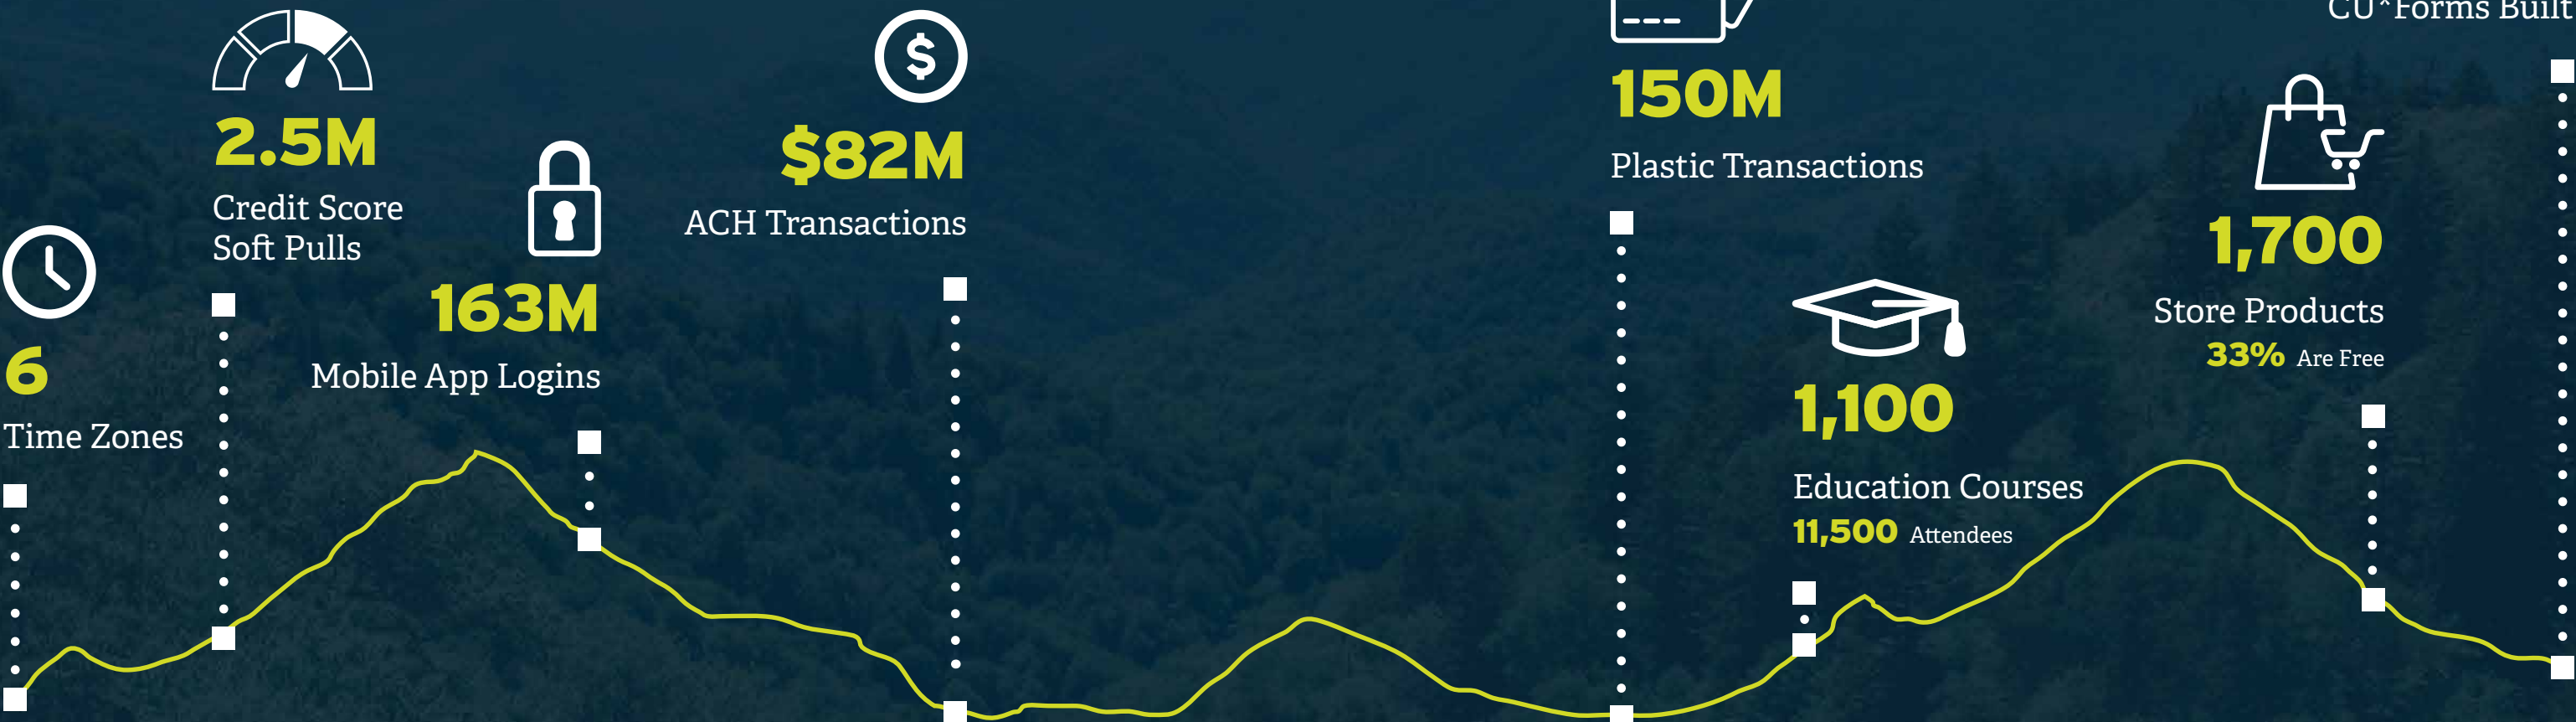 6
Time Zones
2.5M
Credit Score
Soft Pulls
163M
Mobile App Logins
$
$82M
ACH Transactions
150M
Plastic Transactions
1,100
Education Courses
11,500 Attendees
1,700
Store Products
33% Are Free
CU*Forms Built